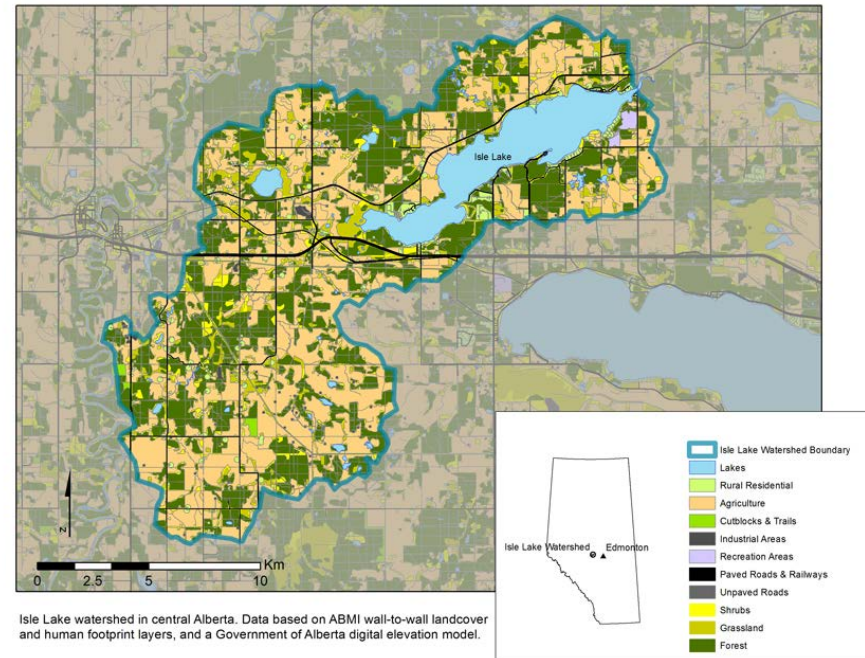 Isle Lake
N
Km
0 2.5 5 10
Isle Lake Watershed
Edmonton
Isle Lake Watershed Boundary
Lakes
Rural Residential
Agriculture
Cutblocks & Trails
Industrial Areas
Recreation Areas
Paved Roads & Railways
Unpaved Roads
Shrubs
Grassland
Forest
Isle Lake watershed in central Alberta. Data based on ABMI wall-to-wall landcover
and human footprint layers, and a Government of Alberta digital elevation model.